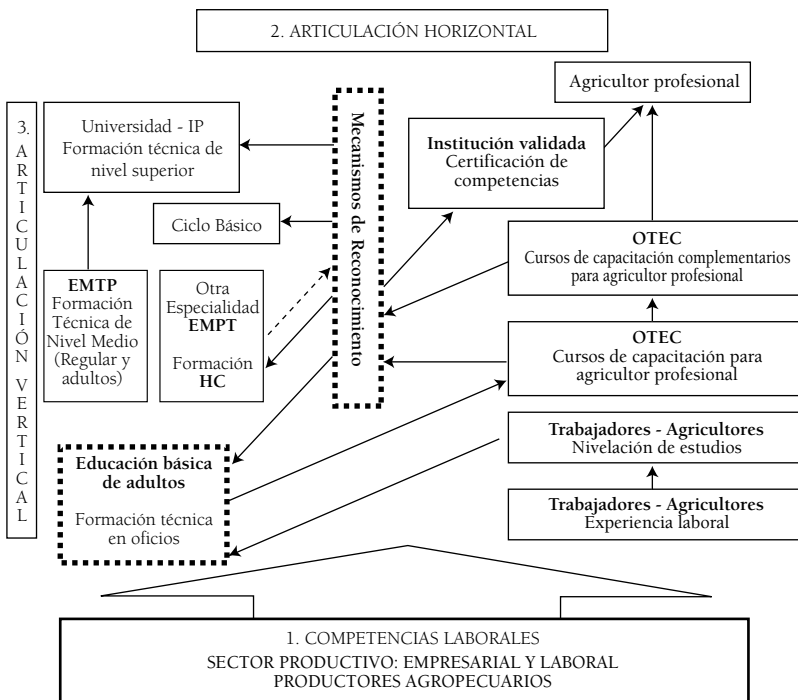 2. ARTICULACIÓN HORIZONTAL
3. ARTICULACIÓN VERTICAL
Universidad - IP
Formación técnica de
nivel superior
Ciclo Básico
EMTP
Formación
Técnica de
Nivel Medio
(Regular y
adultos)
Otra
Especialidad
EMPT
Formación
HC
Mecanismos de Reconocimiento
Agricultor profesional
Institución validada
Certificación de
competencias
OTEC
Cursos de capacitación complementarios
para agricultor profesional
OTEC
Cursos de capacitación para
agricultor profesional
Trabajadores - Agricultores
Nivelación de estudios
Trabajadores - Agricultores
Experiencia laboral
Educación básica
de adultos
Formación técnica
en oficios
1. COMPETENCIAS LABORALES
SECTOR PRODUCTIVO: EMPRESARIAL Y LABORAL
PRODUCTORES AGROPECUARIOS